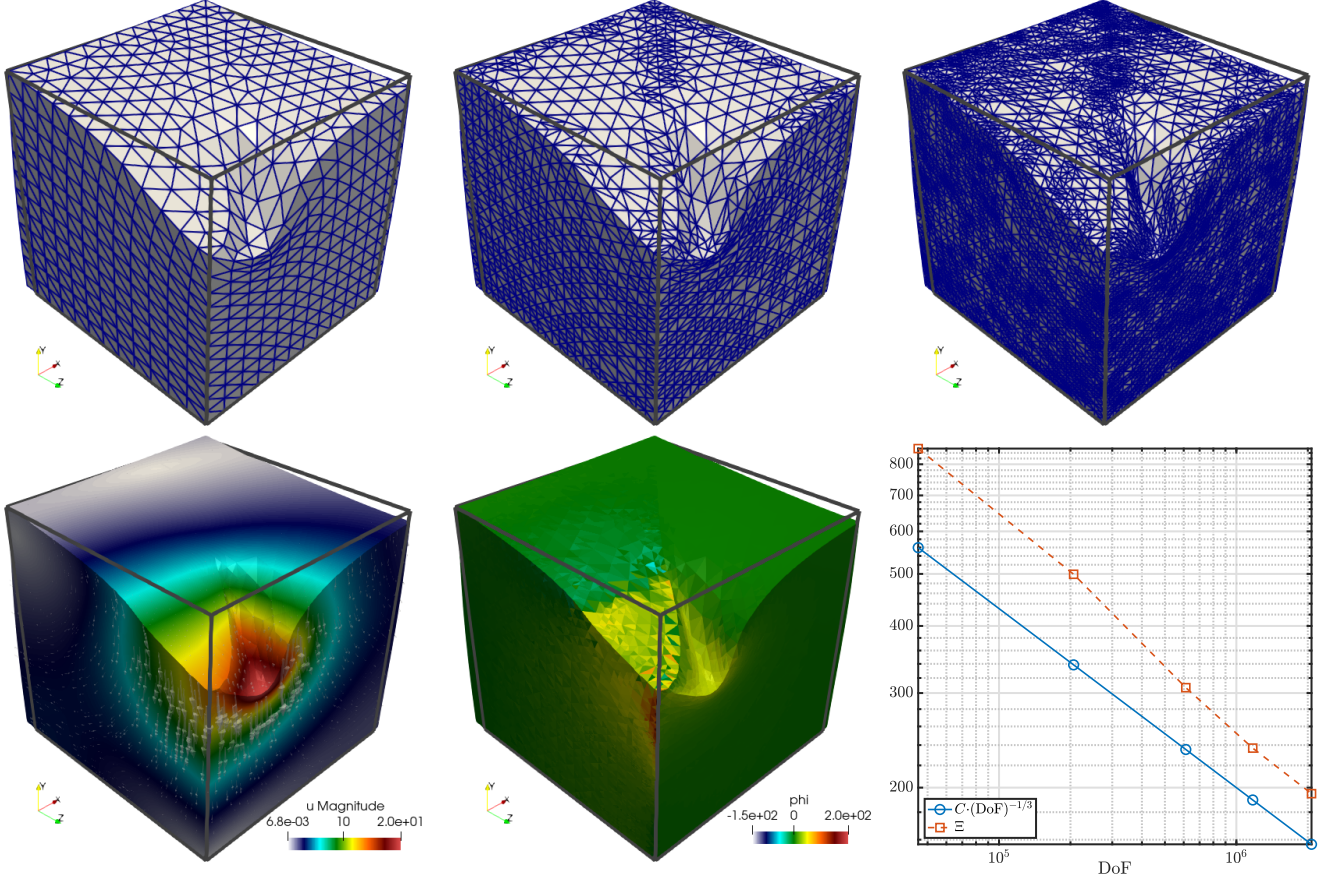 Y
X
Z
Y
X
Z
Y
X
Z
Y
X
Z
u Magnitude
6.8e-03 10 2.0e+01
Y
X
Z
phi
-1.5e+02 0 2.0e+02
800
700
600
500
400
300
200
C·(DoF)^{-1/3}
Ξ
10^5 10^6
DoF